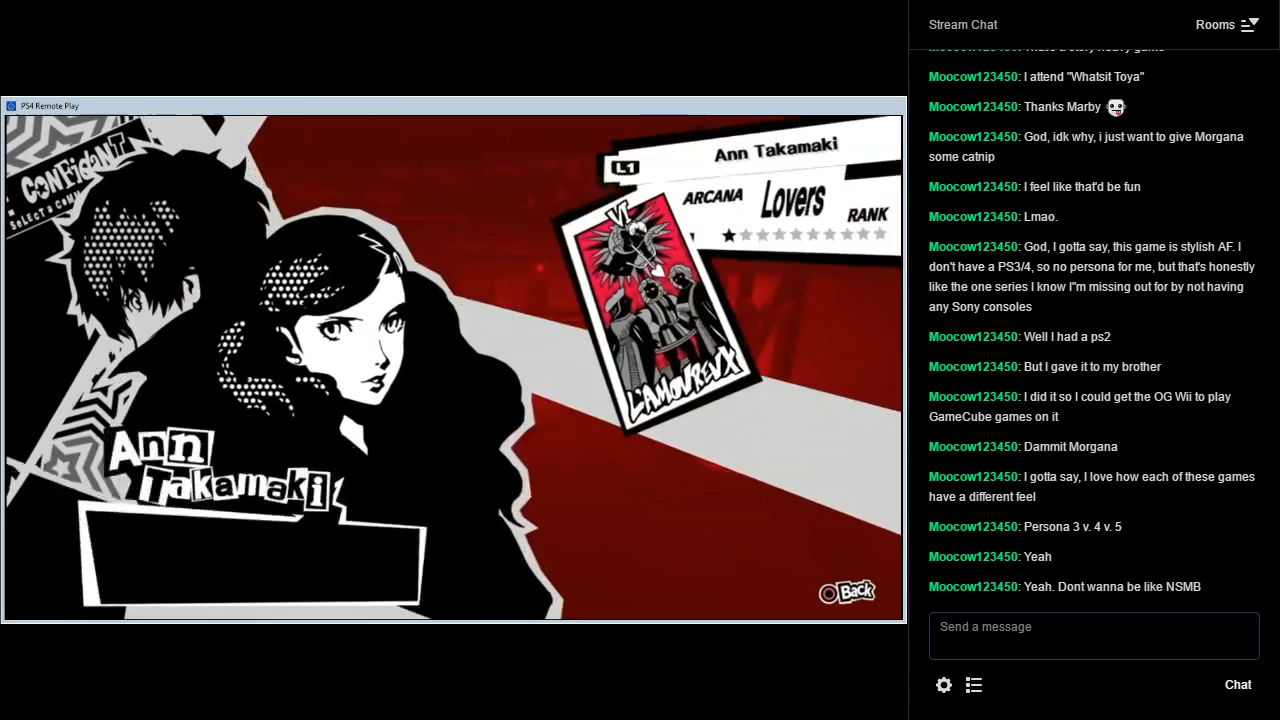 PS4 Remote Play
CONFidaNT
Ann Takamaki
L1
ARCANA Lovers
RANK
VI
L'AMOVREVX
Ann
Takamaki
Back
Stream Chat
Rooms
I attend "Whatsit Toya"
Moocow123450: I attend "Whatsit Toya"
Moocow123450: Thanks Marby
Moocow123450: God, idk why, i just want to give Morgana
some catnip
Moocow123450: I feel like that'd be fun
Moocow123450: Lmao.
Moocow123450: God, I gotta say, this game is stylish AF. I
don't have a PS3/4, so no persona for me, but that's honestly
like the one series I know I"m missing out for by not having
any Sony consoles
Moocow123450: Well I had a ps2
Moocow123450: But I gave it to my brother
Moocow123450: I did it so I could get the OG Wii to play
GameCube games on it
Moocow123450: Dammit Morgana
Moocow123450: I gotta say, I love how each of these games
have a different feel
Moocow123450: Persona 3 v. 4 v. 5
Moocow123450: Yeah
Moocow123450: Yeah. Dont wanna be like NSMB
Send a message
Chat